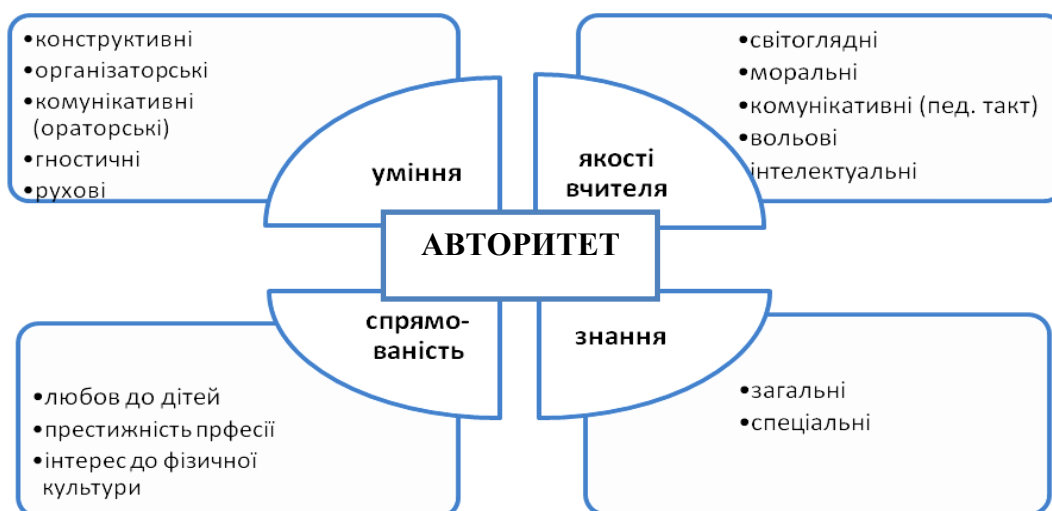 •конструктивні
•організаторські
•комунікативні
(ораторські)
•гностичні
•рухові
уміння
•світоглядні
•моральні
•комунікативні (пед. такт)
•вольові
інтелектуальні
якості
вчителя
АВТОРИТЕТ
спрямо-
ваність
•любов до дітей
•престижність прфесії
•інтерес до фізичної
культури
знання
•загальні
•спеціальні